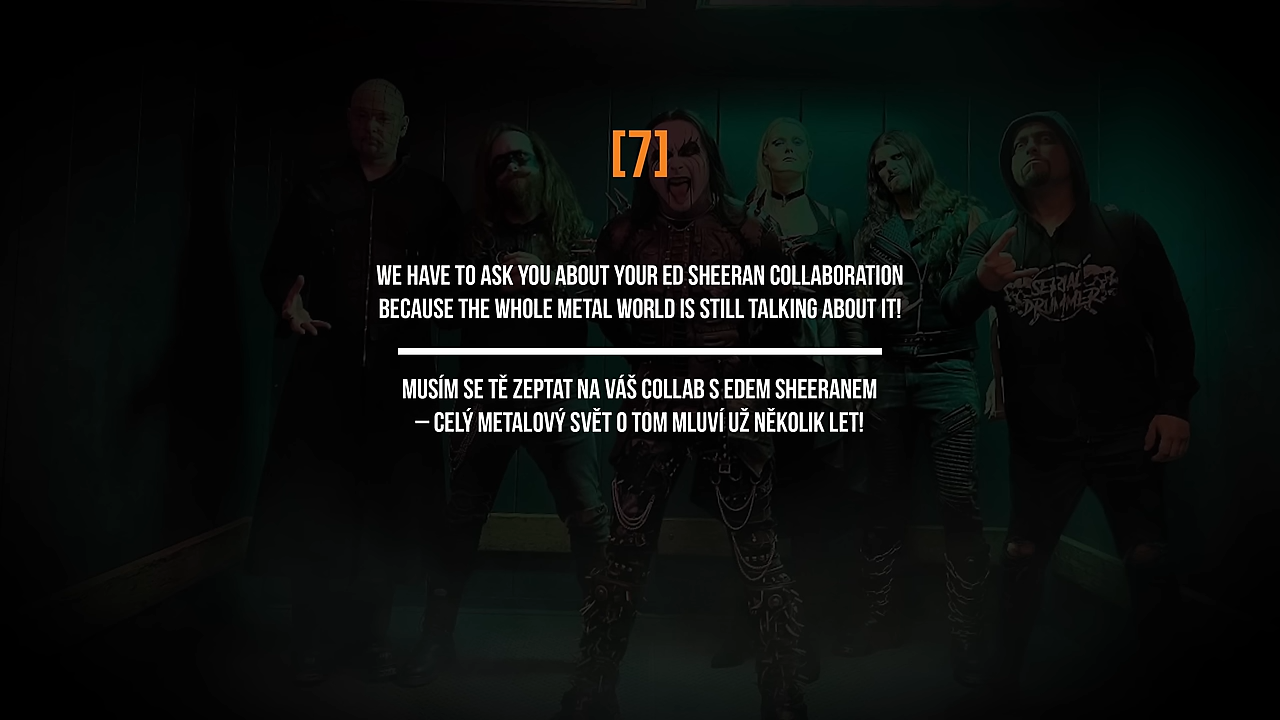 [7]
WE HAVE TO ASK YOU ABOUT YOUR ED SHEERAN COLLABORATION
BECAUSE THE WHOLE METAL WORLD IS STILL TALKING ABOUT IT!
MUSÍM SE TĚ ZEPTAT NA VÁŠ COLLAB S EDEM SHEERANEM
– CELÝ METALOVÝ SVĚT O TOM MLUVÍ UŽ NĚKOLIK LET!
SERIAL
DRUMMER